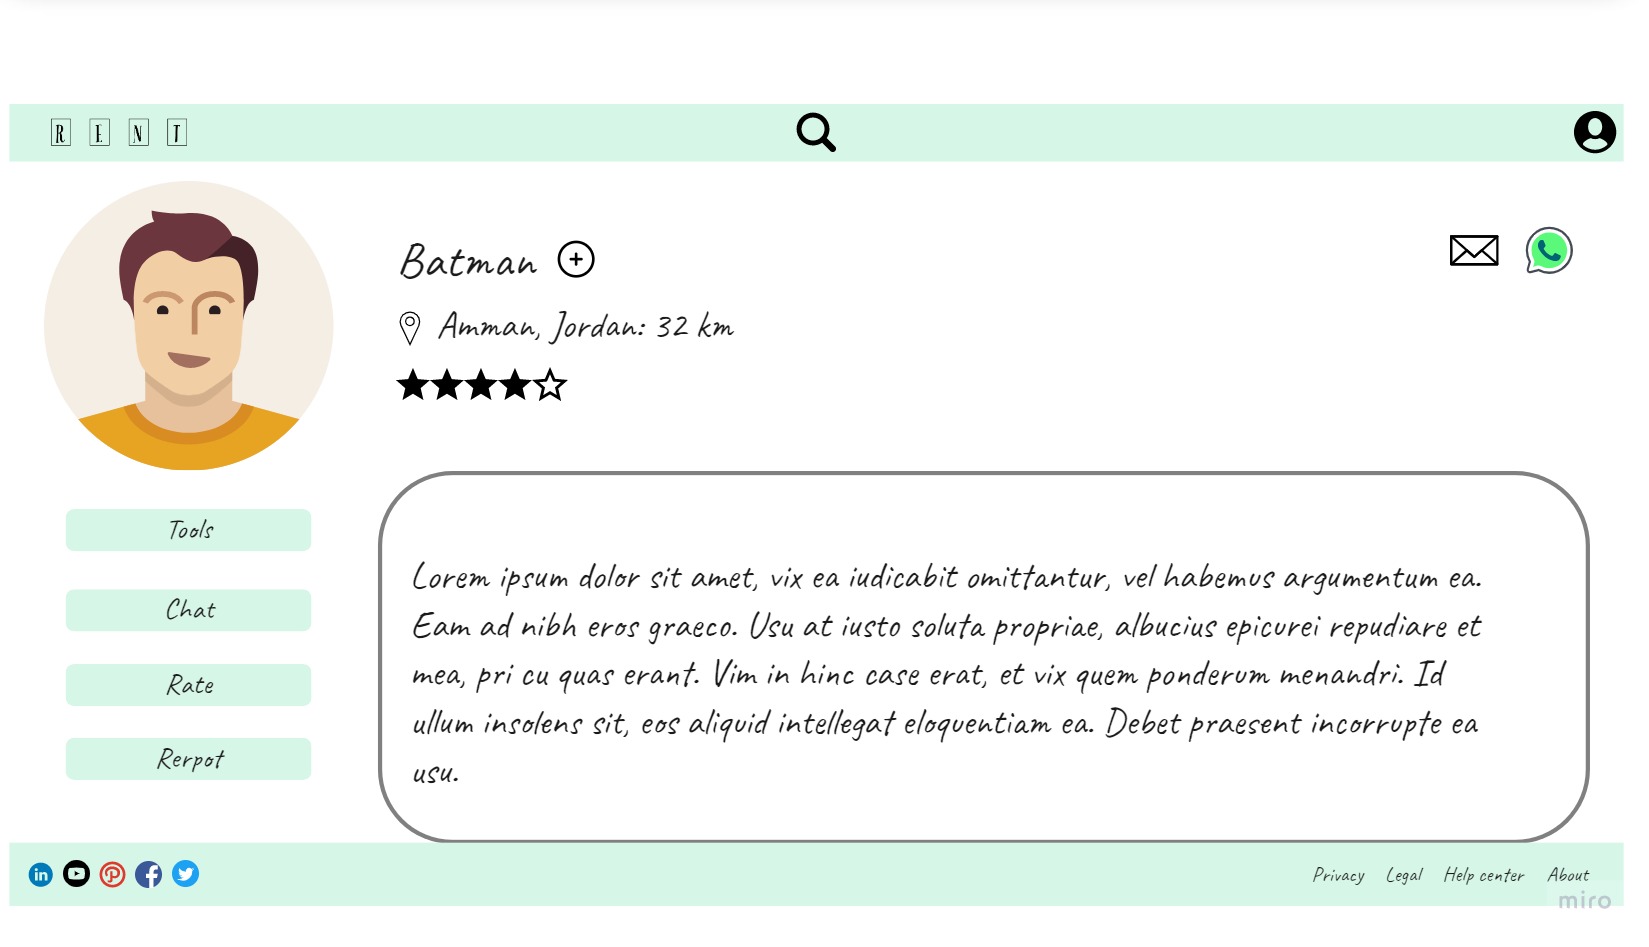 R E N T
Batman
Amman, Jordan: 32 km
Tools
Chat
Rate
Rerpot
Lorem ipsum dolor sit amet, vix ea iudicabit omittantur, vel habemus argumentum ea.
Eam ad nibh eros graeco. Usu at iusto soluta propriae, albucius epicurei repudiare et
mea, pri cu quas erant. Vim in hinc case erat, et vix quem ponderum menandri. Id
ullum insolens sit, eos aliquid intellegat eloquentiam ea. Debet praesent incorrupte ea
usu.
in
Privacy Legal Help center About
miro